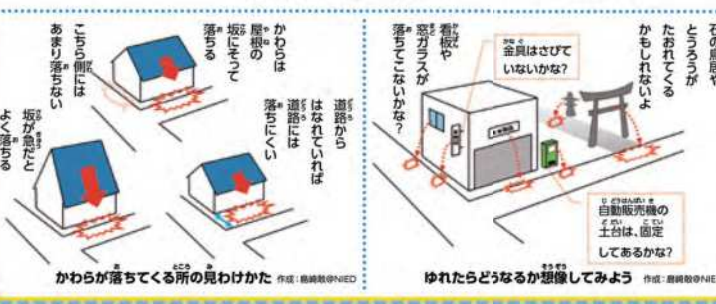 かわらは
屋根の
坂にそって
落ちる
こちら側には
あまり落ちない
坂が急だと
よく落ちる
道路から
はなれていれば
道路には
落ちにくい
かわらが落ちてくる所の見わけかた 作成:島崎敢@NIED
とうろうが
たおれてくる
かもしれないよ
看板や
窓ガラスが
落ちてこないかな?
金具はさびて
いないかな?
自動販売機の
土台は、固定
してあるかな?
ゆれたらどうなるか想像してみよう 作成:島崎敢@NIE